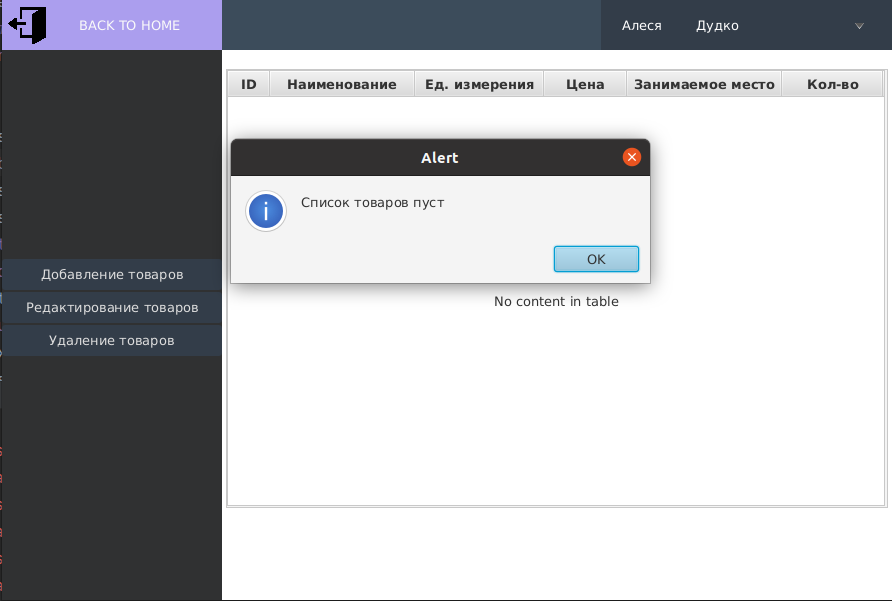 BACK TO HOME
Алеся Дудко
ID Наименование Ед. измерения Цена Занимаемое место Кол-во
Alert
Список товаров пуст
OK
Добавление товаров
Редактирование товаров
Удаление товаров
No content in table